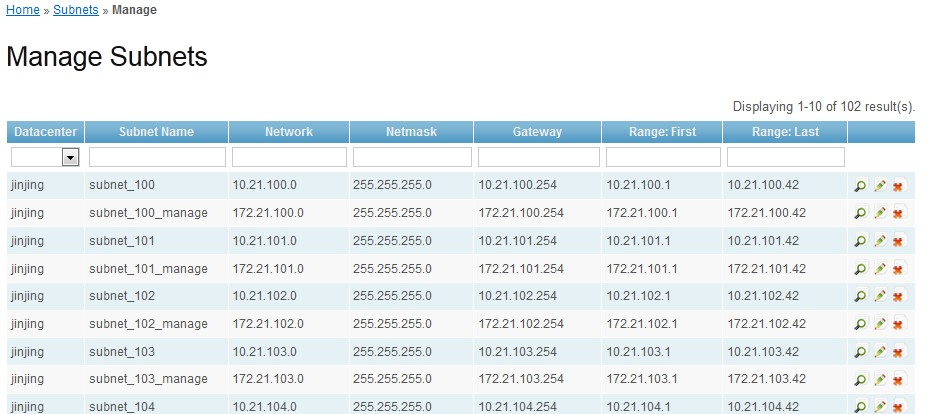 Home » Subnets » Manage
Manage Subnets
Displaying 1-10 of 102 result(s).
Datacenter Subnet Name Network Netmask Gateway Range: First Range: Last
jinjing subnet_100 10.21.100.0 255.255.255.0 10.21.100.254 10.21.100.1 10.21.100.42
jinjing subnet_100_manage 172.21.100.0 255.255.255.0 172.21.100.254 172.21.100.1 172.21.100.42
jinjing subnet_101 10.21.101.0 255.255.255.0 10.21.101.254 10.21.101.1 10.21.101.42
jinjing subnet_101_manage 172.21.101.0 255.255.255.0 172.21.101.254 172.21.101.1 172.21.101.42
jinjing subnet_102 10.21.102.0 255.255.255.0 10.21.102.254 10.21.102.1 10.21.102.42
jinjing subnet_102_manage 172.21.102.0 255.255.255.0 172.21.102.254 172.21.102.1 172.21.102.42
jinjing subnet_103 10.21.103.0 255.255.255.0 10.21.103.254 10.21.103.1 10.21.103.42
jinjing subnet_103_manage 172.21.103.0 255.255.255.0 172.21.103.254 172.21.103.1 172.21.103.42
jinjing subnet_104 10.21.104.0 255.255.255.0 10.21.104.254 10.21.104.1 10.21.104.42